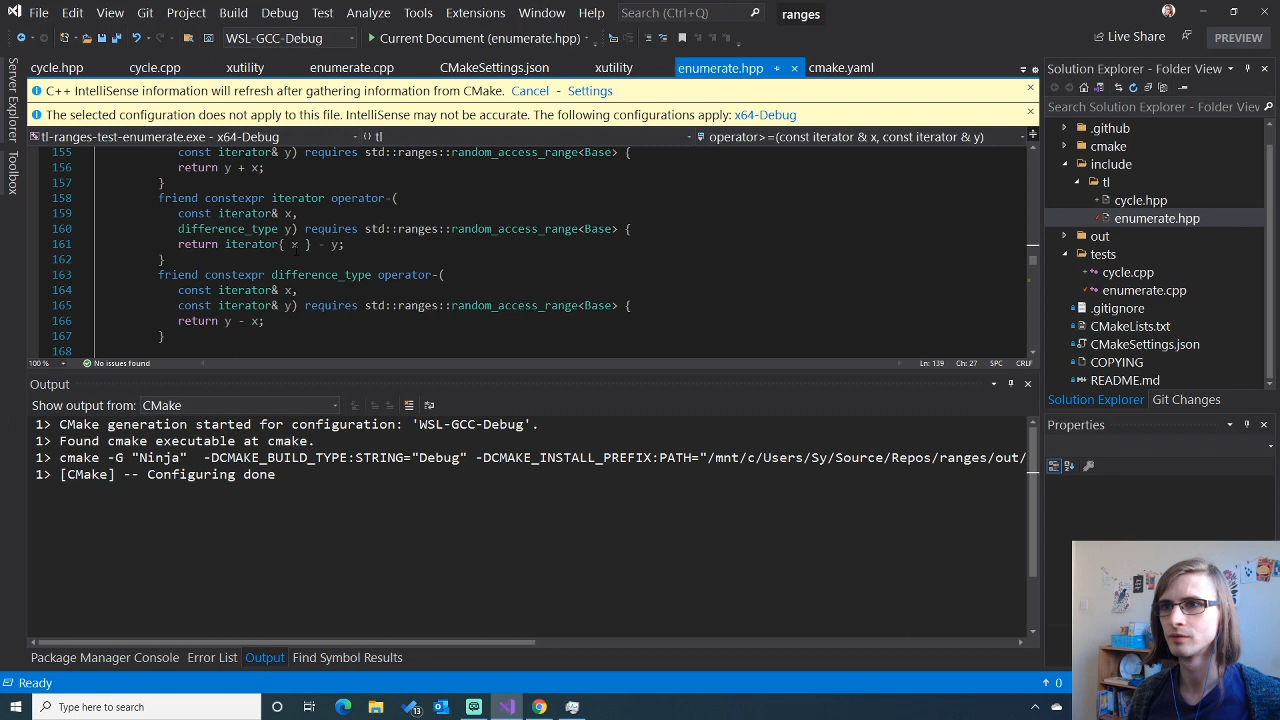 File Edit View Git Project Build Debug Test Analyze Tools Extensions Window Help Search (Ctrl+Q) ranges
WSL-GCC-Debug Current Document (enumerate.hpp) Live Share PREVIEW
cycle.hpp cycle.cpp xutility enumerate.cpp CMakeSettings.json xutility enumerate.hpp cmake.yaml
C++ IntelliSense information will refresh after gathering information from CMake. Cancel - Settings
The selected configuration does not apply to this file. IntelliSense may not be accurate. The following configurations apply: x64-Debug
tl-ranges-test-enumerate.exe - x64-Debug {} tl operator>=(const iterator & x, const iterator & y)
155 const iterator& y) requires std::ranges::random_access_range<Base> {
156 return y + x;
157 }
158 friend constexpr iterator operator-(
159 const iterator& x,
160 difference_type y) requires std::ranges::random_access_range<Base> {
161 return iterator{ x } - y;
162 }
163 friend constexpr difference_type operator-(
164 const iterator& x,
165 const iterator& y) requires std::ranges::random_access_range<Base> {
166 return y - x;
167 }
168
100 % No issues found Ln: 139 Ch: 27 SPC CRLF
Output
Show output from: CMake
1> CMake generation started for configuration: 'WSL-GCC-Debug'.
1> Found cmake executable at cmake.
1> cmake -G "Ninja" -DCMAKE_BUILD_TYPE:STRING="Debug" -DCMAKE_INSTALL_PREFIX:PATH="/mnt/c/Users/Sy/Source/Repos/ranges/out/
1> [CMake] -- Configuring done
Package Manager Console Error List Output Find Symbol Results
Ready
0
Type here to search
13
Server Explorer
Toolbox
Solution Explorer - Folder View
Search Solution Explorer - Folder View
.github
cmake
include
tl
cycle.hpp
enumerate.hpp
out
tests
cycle.cpp
enumerate.cpp
.gitignore
CMakeLists.txt
CMakeSettings.json
COPYING
README.md
Solution Explorer Git Changes
Properties